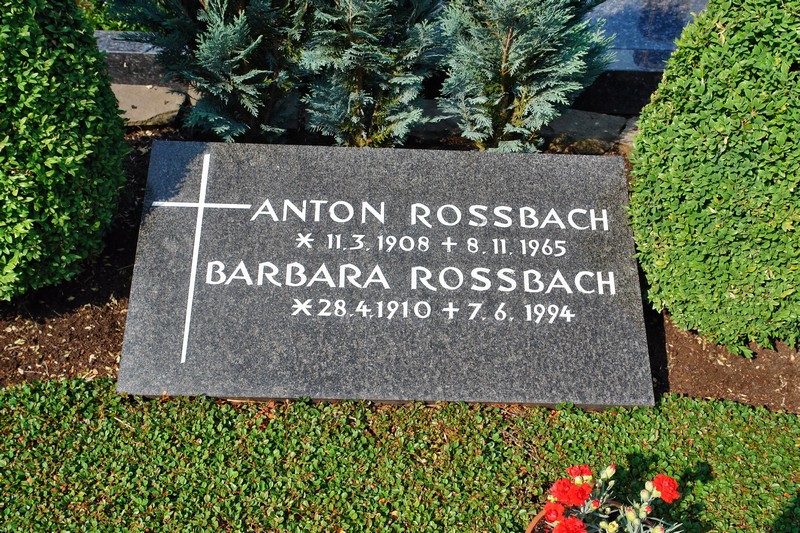 ANTON ROSSBACH
* 11.3.1908 + 8.11.1965
BARBARA ROSSBACH
* 28.4.1910 + 7.6.1994